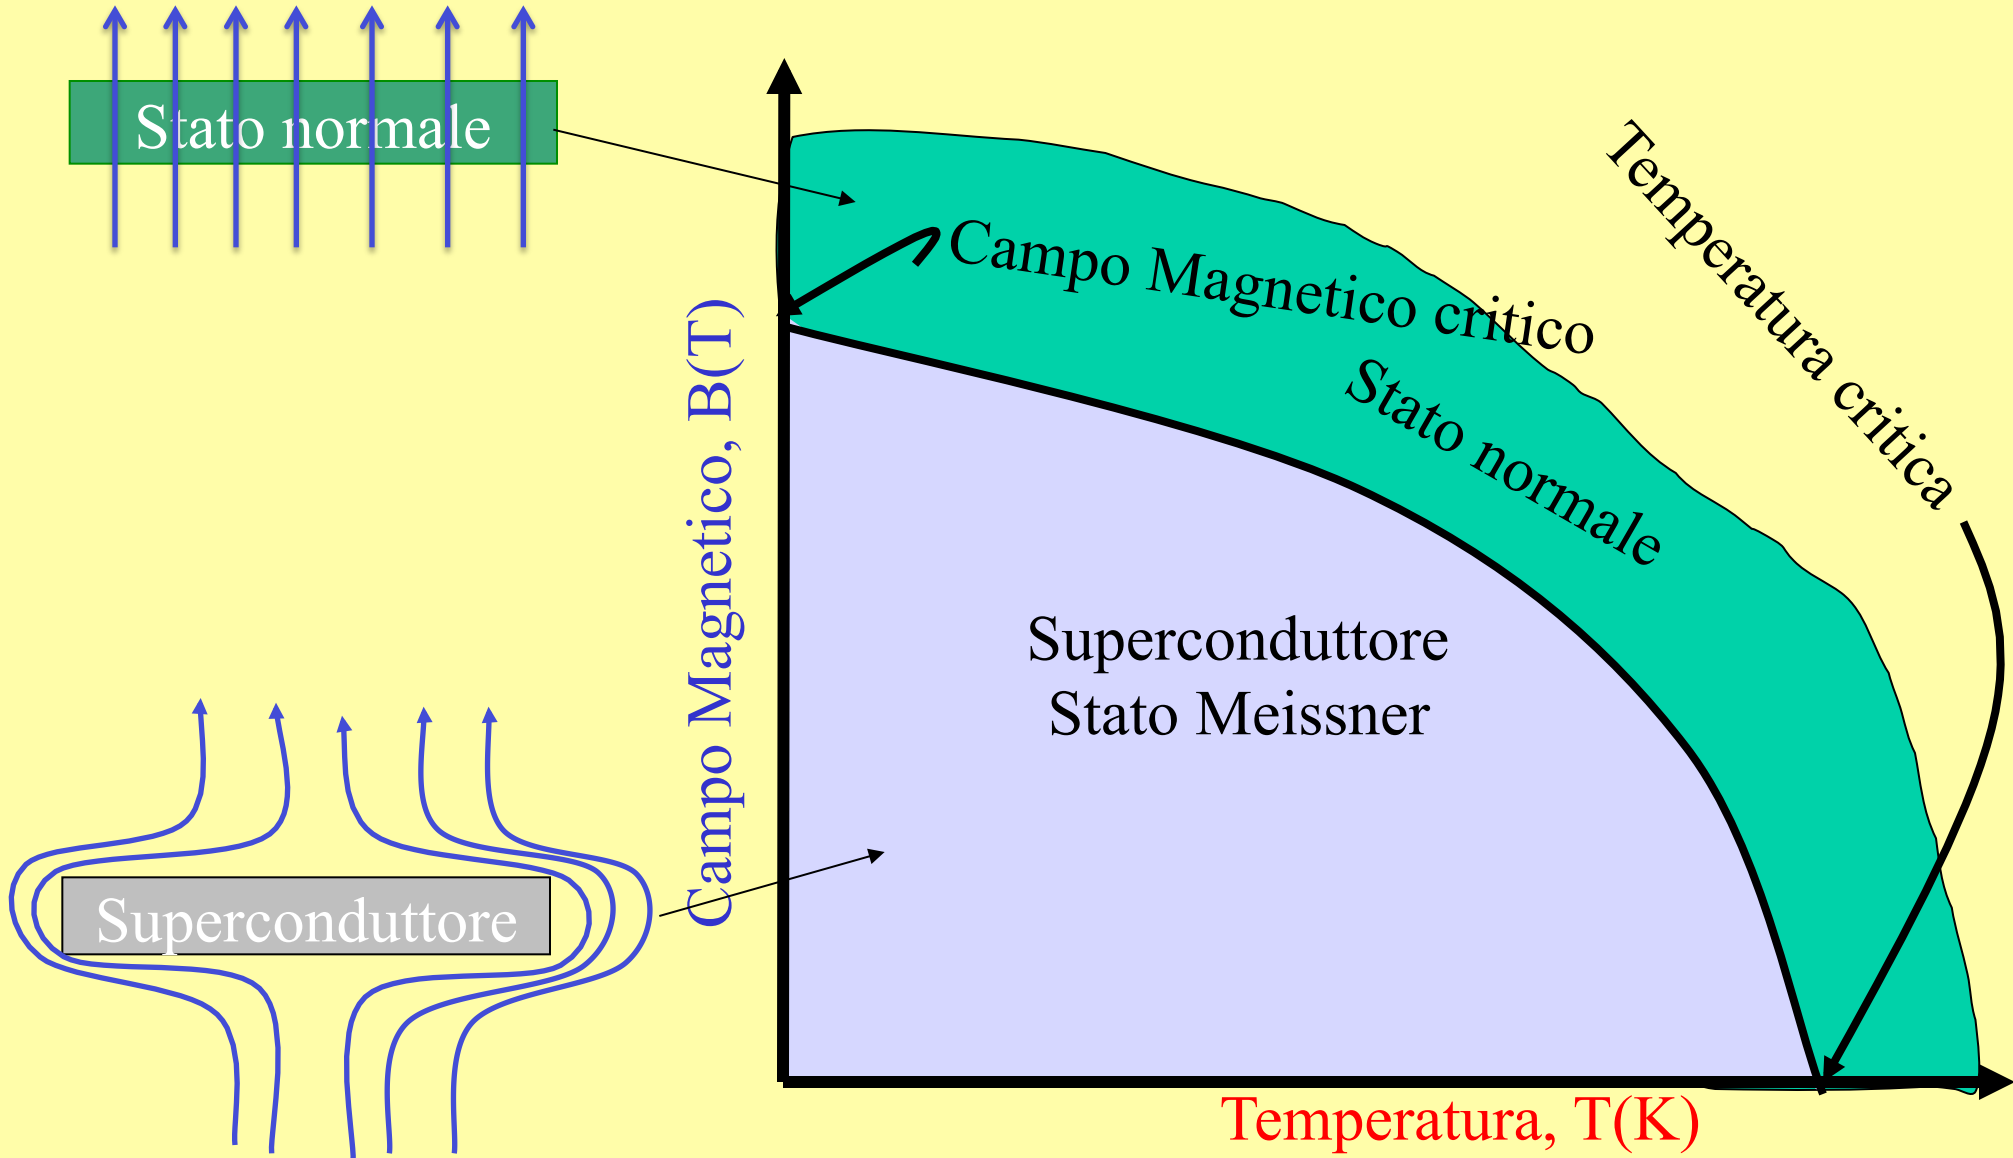 Stato normale
Campo Magnetico critico
Temperatura critica
Stato normale
Campo Magnetico, B(T)
Superconduttore
Stato Meissner
Superconduttore
Temperatura, T(K)